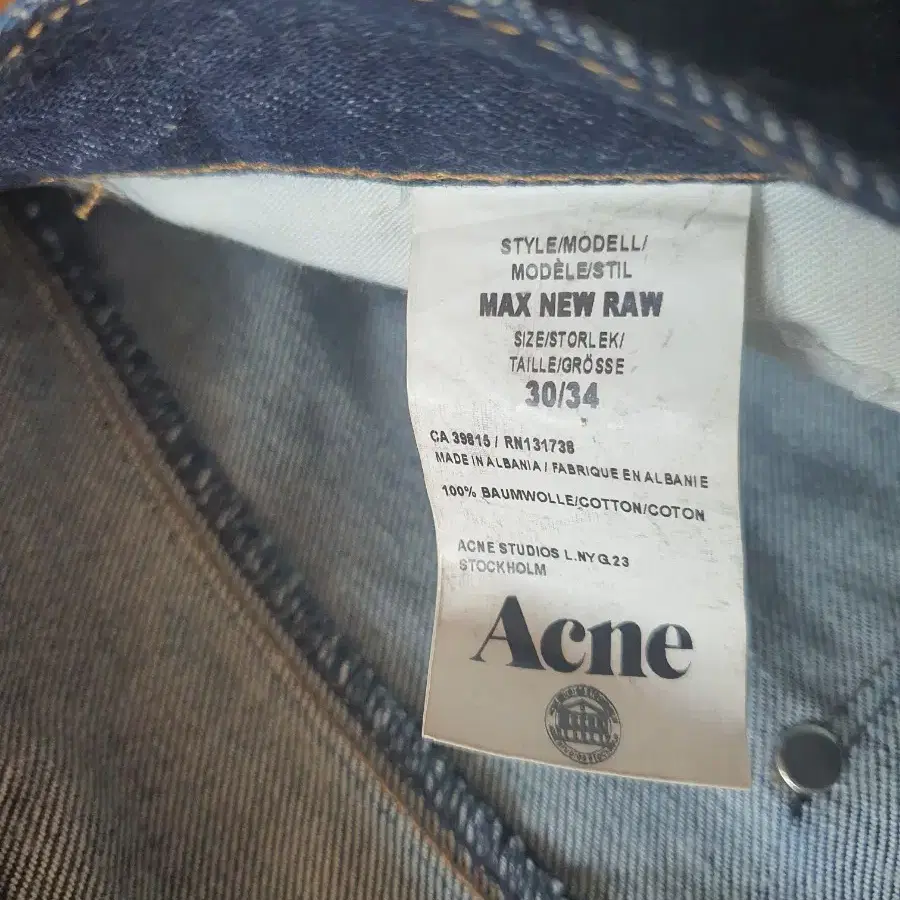 STYLE/MODELL/
MODÈLE/STIL
MAX NEW RAW
SIZE/STORLEK/
TAILLE/GRÖSSE
30/34
CA 39815 / RN131738
MADE IN ALBANIA / FABRIQUE EN ALBANIE
100% BAUMWOLLE/COTTON/COTON
ACNE STUDIOS L.NY G.23
STOCKHOLM
Acne